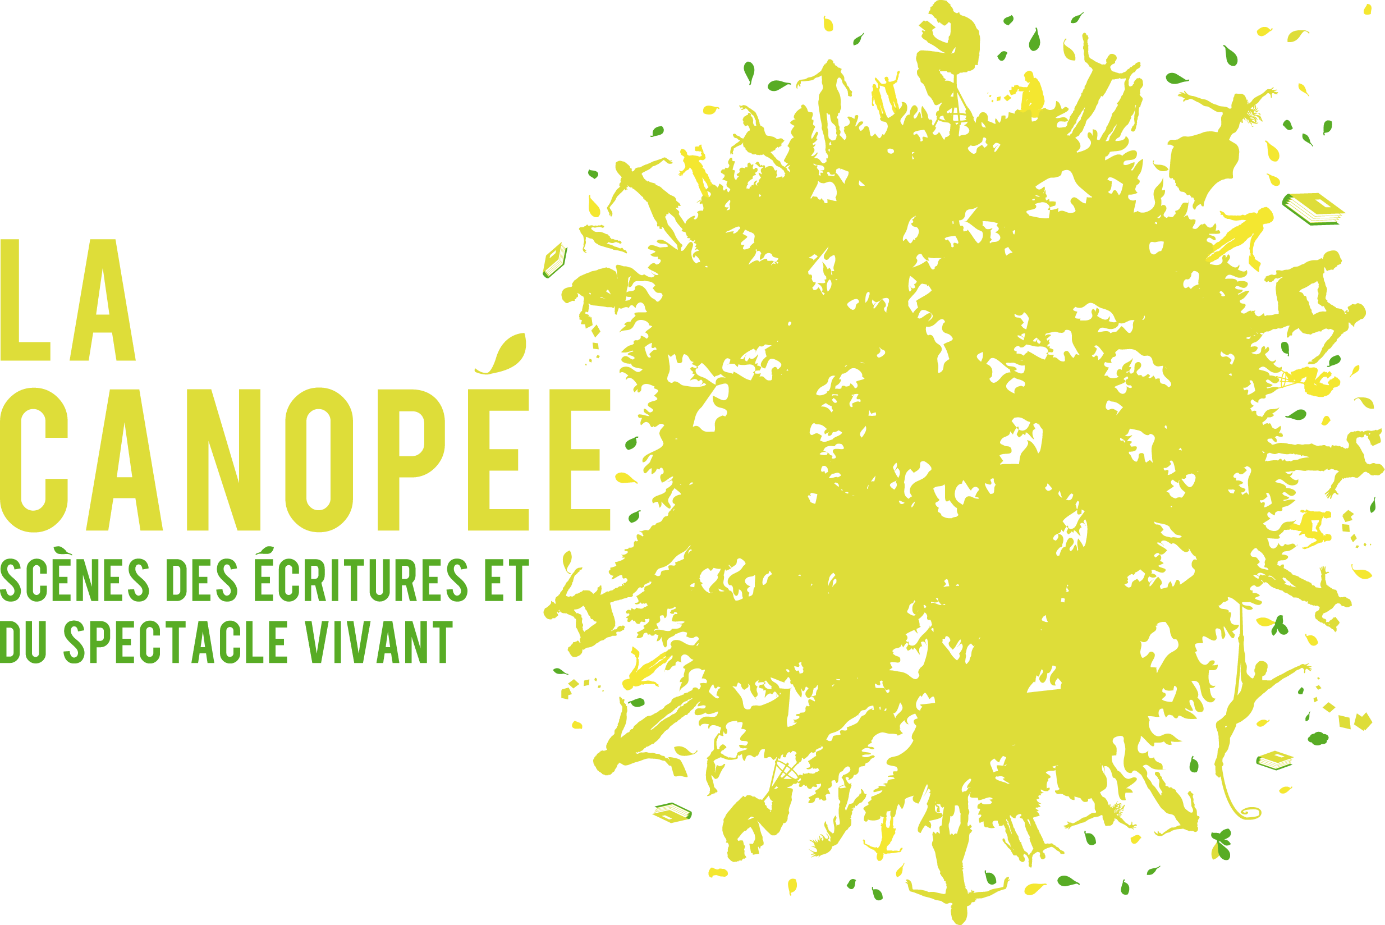 LA
CANOPÉE
SCÈNES DES ÉCRITURES ET
DU SPECTACLE VIVANT